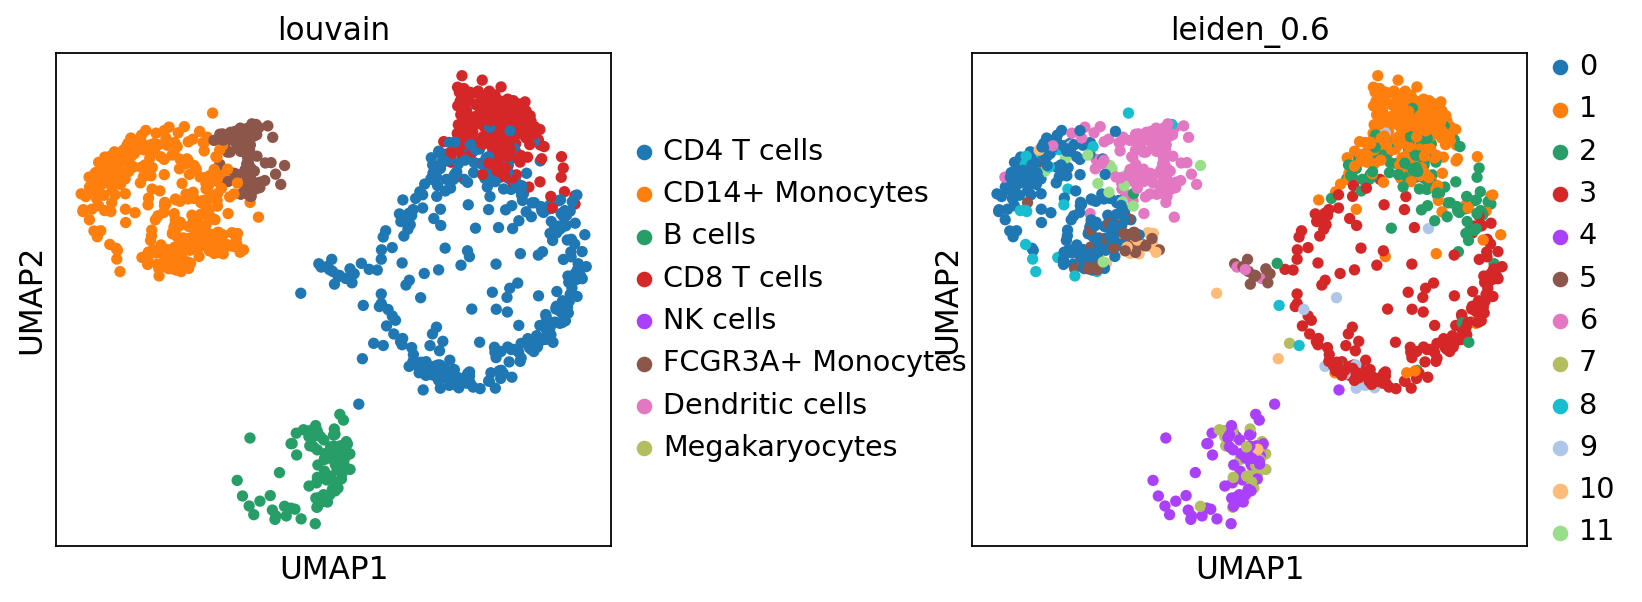 louvain
UMAP2
UMAP1
CD4 T cells
CD14+ Monocytes
B cells
CD8 T cells
NK cells
FCGR3A+ Monocytes
Dendritic cells
Megakaryocytes
leiden_0.6
UMAP2
UMAP1
0
1
2
3
4
5
6
7
8
9
10
11